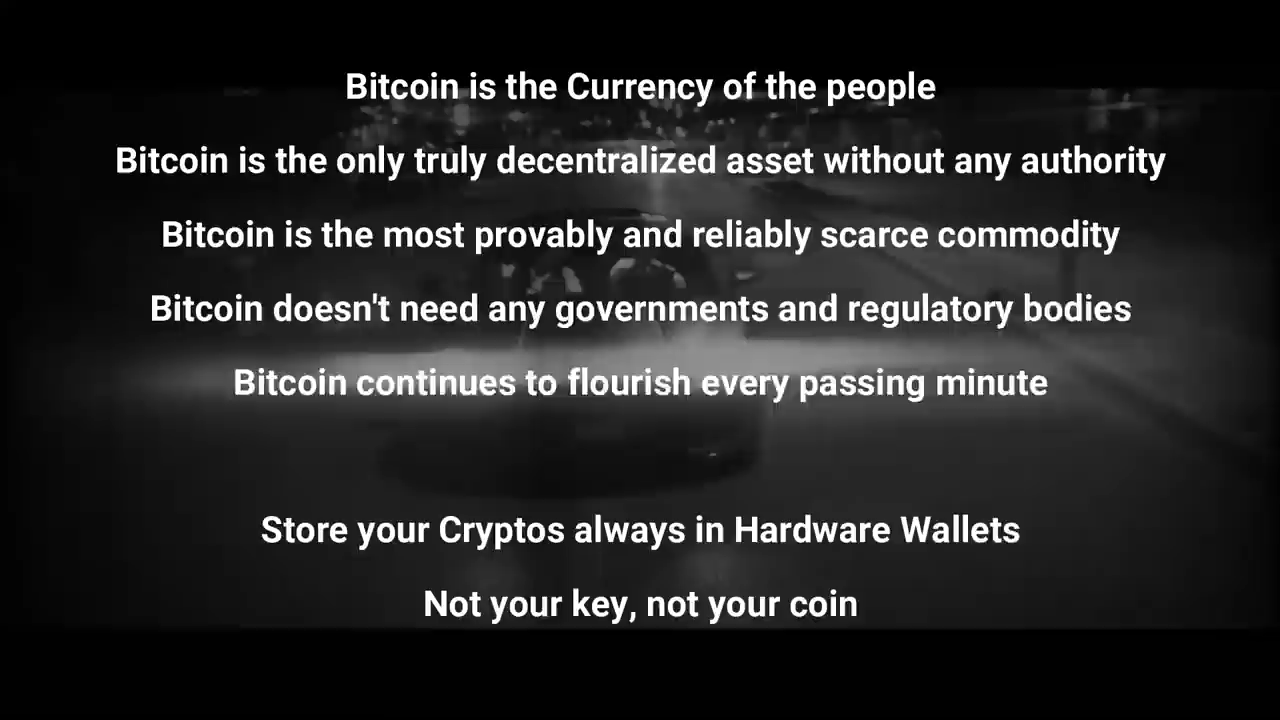 Bitcoin is the Currency of the people
Bitcoin is the only truly decentralized asset without any authority
Bitcoin is the most provably and reliably scarce commodity
Bitcoin doesn't need any governments and regulatory bodies
Bitcoin continues to flourish every passing minute
Store your Cryptos always in Hardware Wallets
Not your key, not your coin